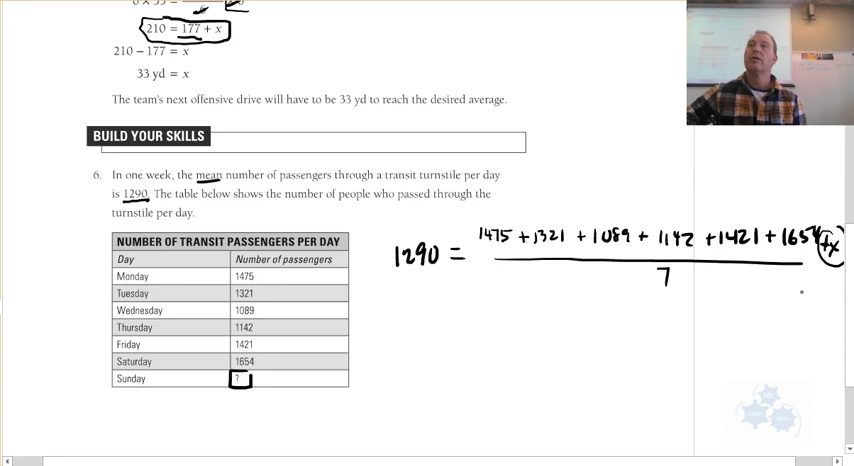 210 = 177 + x
210 – 177 = x
33 yd = x
The team's next offensive drive will have to be 33 yd to reach the desired average.
BUILD YOUR SKILLS
6. In one week, the mean number of passengers through a transit turnstile per day
is 1290. The table below shows the number of people who passed through the
turnstile per day.
NUMBER OF TRANSIT PASSENGERS PER DAY
Day Number of passengers
Monday 1475
Tuesday 1321
Wednesday 1089
Thursday 1142
Friday 1421
Saturday 1654
Sunday ?
1475 + 1321 + 1089 + 1142 + 1421 + 1654 + x
1290 =
7